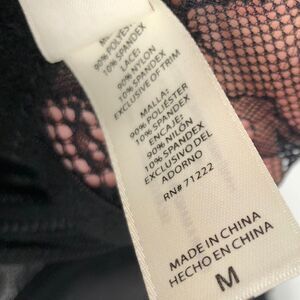 90% POLYESTER
10% SPANDEX
LACE:
90% NYLON
10% SPANDEX
EXCLUSIVE OF TRIM
MALLA:
90% POLIÉSTER
10% SPANDEX
ENCAJE:
90% NILÓN
10% SPANDEX
EXCLUSIVO DEL
ADORNO
RN# 71222
MADE IN CHINA
HECHO EN CHINA
M